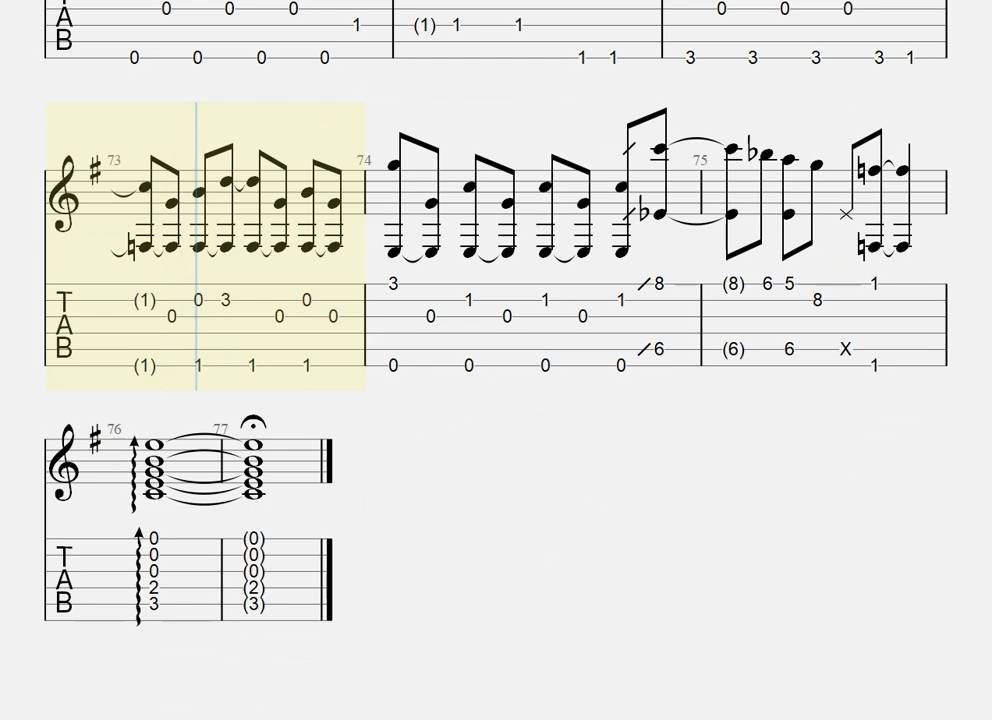 0 0 0
A 1 (1) 1 1 0 0 0
B
0 0 0 0 1 1 3 3 3 3 1
73 74 75
3 8 (8) 6 5 1
T (1) 0 3 0 1 1 1 8
A 0 0 0 0 0 0
B 6 (6) 6 X
(1) 1 1 1 0 0 0 0 1
76 77
0 (0)
T 0 (0)
0 (0)
A 2 (2)
B 3 (3)